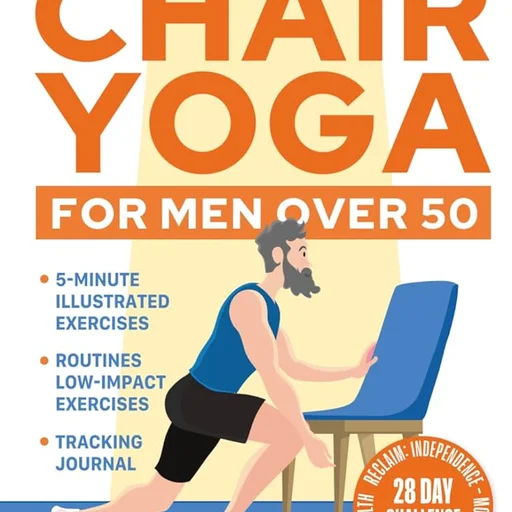 CHAIR
YOGA
FOR MEN OVER 50
• 5-MINUTE
ILLUSTRATED
EXERCISES
• ROUTINES
LOW-IMPACT
EXERCISES
• TRACKING
JOURNAL
RECLAIM: INDEPENDENCE -
28 DAY
CHALLENGE